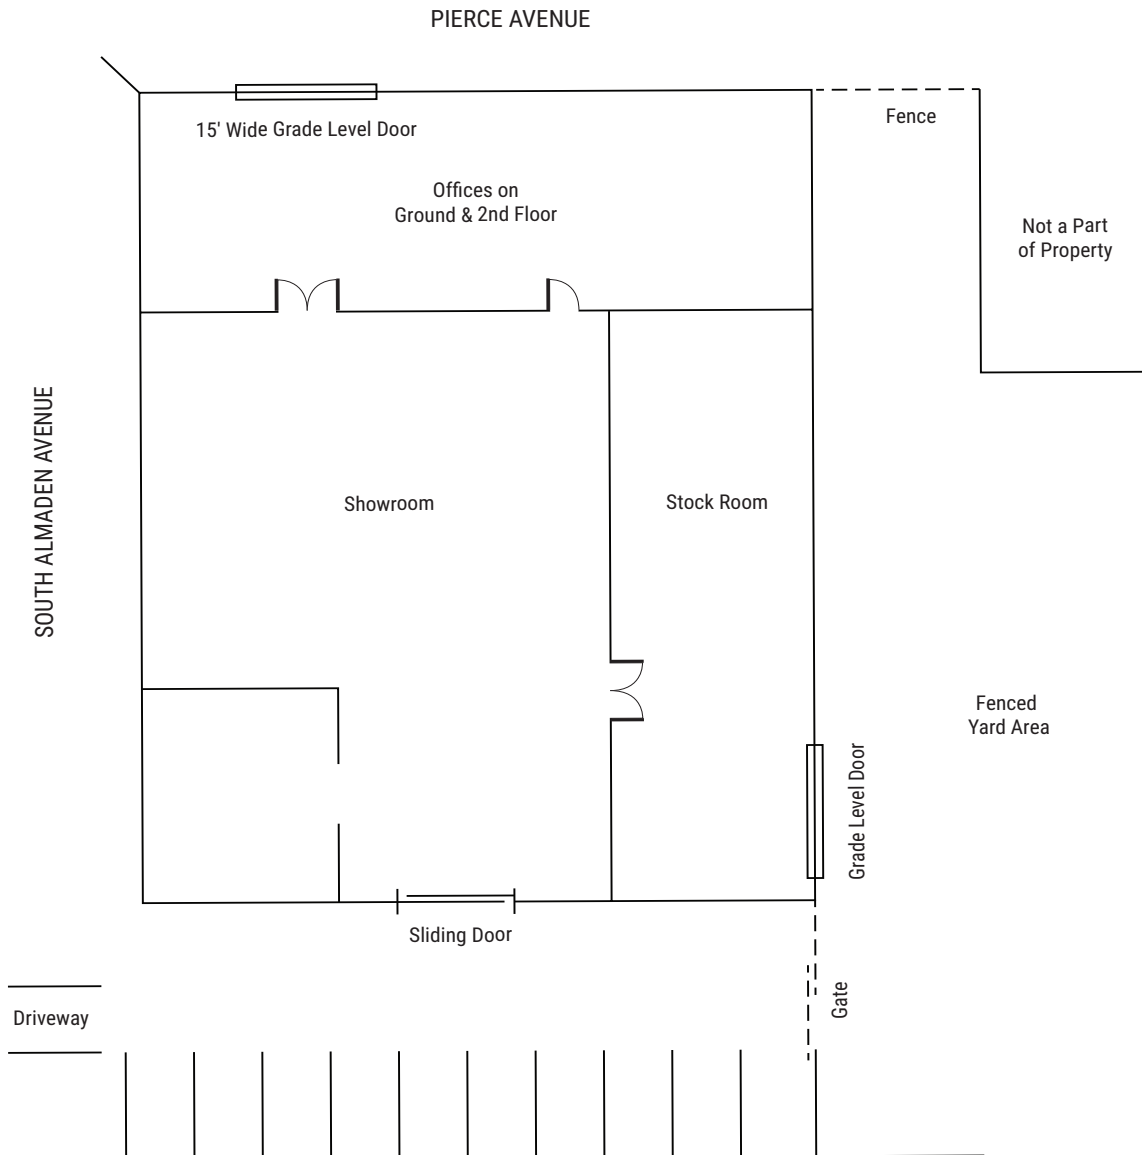 PIERCE AVENUE
15' Wide Grade Level Door
Fence
Offices on
Ground & 2nd Floor
Not a Part
of Property
SOUTH ALMADEN AVENUE
Showroom
Stock Room
Fenced
Yard Area
Grade Level Door
Sliding Door
Gate
Driveway